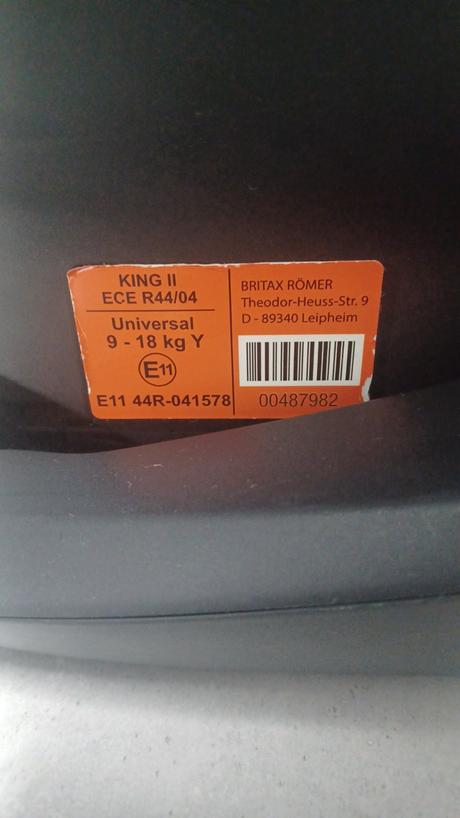 KING II
ECE R44/04
Universal
9 - 18 kg Y
E11
E11 44R-041578
BRITAX RÖMER
Theodor-Heuss-Str. 9
D - 89340 Leipheim
00487982